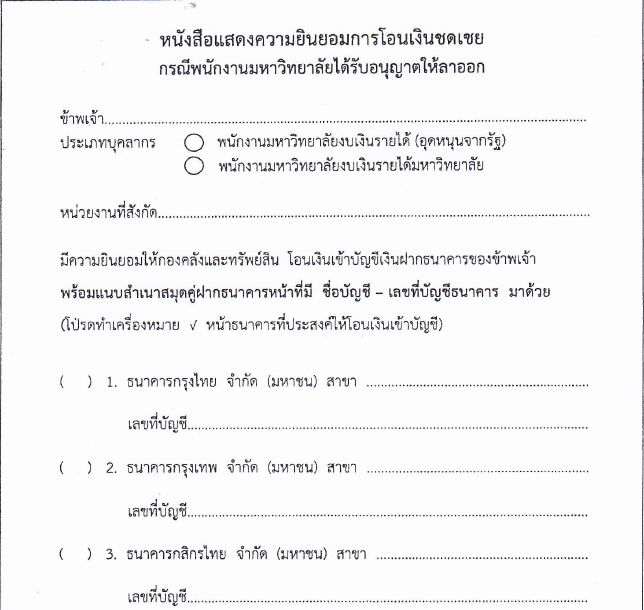 หนังสือแสดงความยินยอมการโอนเงินชดเชย
กรณีพนักงานมหาวิทยาลัยได้รับอนุญาตให้ลาออก
ข้าพเจ้า................................................................
ประเภทบุคลากร ◯ พนักงานมหาวิทยาลัยงบเงินรายได้ (อุดหนุนจากรัฐ)
◯ พนักงานมหาวิทยาลัยงบเงินรายได้มหาวิทยาลัย
หน่วยงานที่สังกัด................................................................
มีความยินยอมให้กองคลังและทรัพย์สิน โอนเงินเข้าบัญชีเงินฝากธนาคารของข้าพเจ้า
พร้อมแนบสำเนาสมุดคู่ฝากธนาคารหน้าที่มี ชื่อบัญชี – เลขที่บัญชีธนาคาร มาด้วย
(โปรดทำเครื่องหมาย √ หน้าธนาคารที่ประสงค์ให้โอนเงินเข้าบัญชี)
( ) 1. ธนาคารกรุงไทย จำกัด (มหาชน) สาขา ................................................
เลขที่บัญชี................................................................
( ) 2. ธนาคารกรุงเทพ จำกัด (มหาชน) สาขา ................................................
เลขที่บัญชี................................................................
( ) 3. ธนาคารกสิกรไทย จำกัด (มหาชน) สาขา ................................................
เลขที่บัญชี................................................................